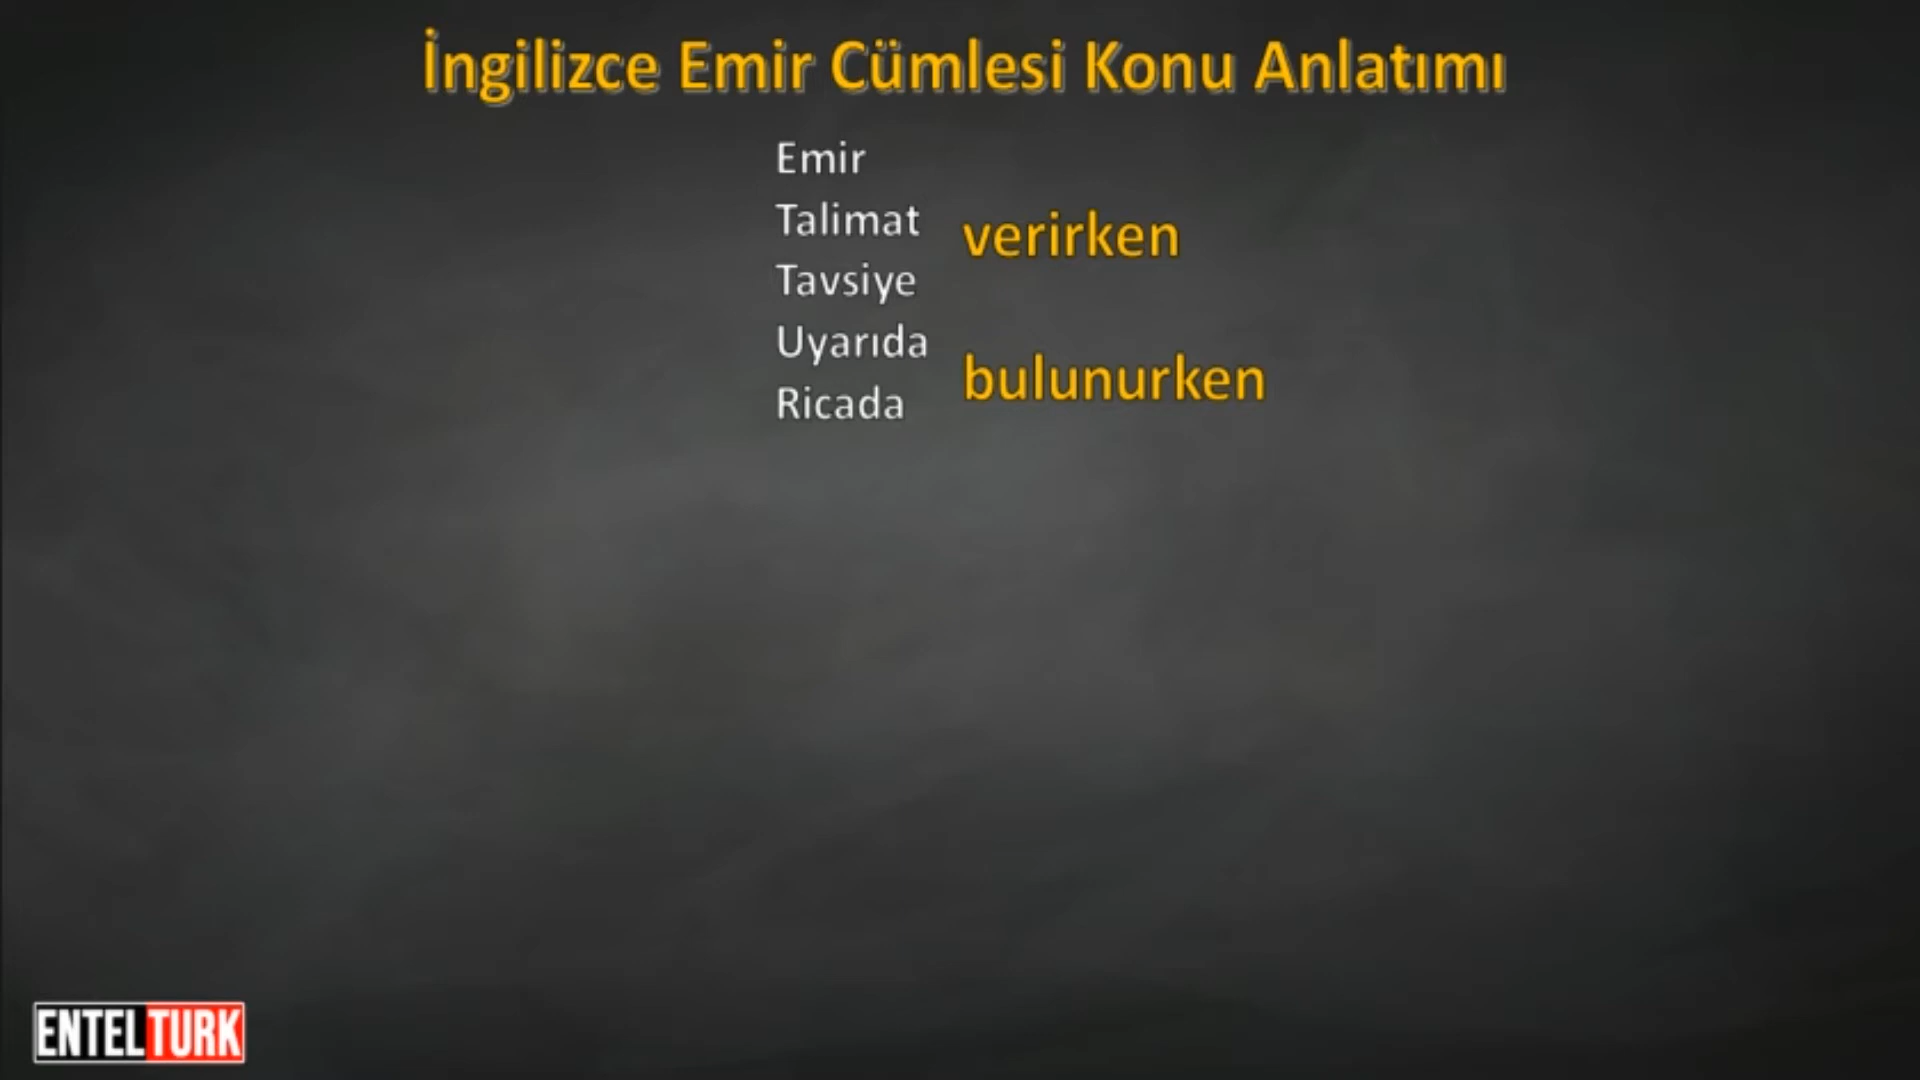 İngilizce Emir Cümlesi Konu Anlatımı
Emir
Talimat
Tavsiye
verirken
Uyarıda
Ricada
bulunurken
ENTELTURK